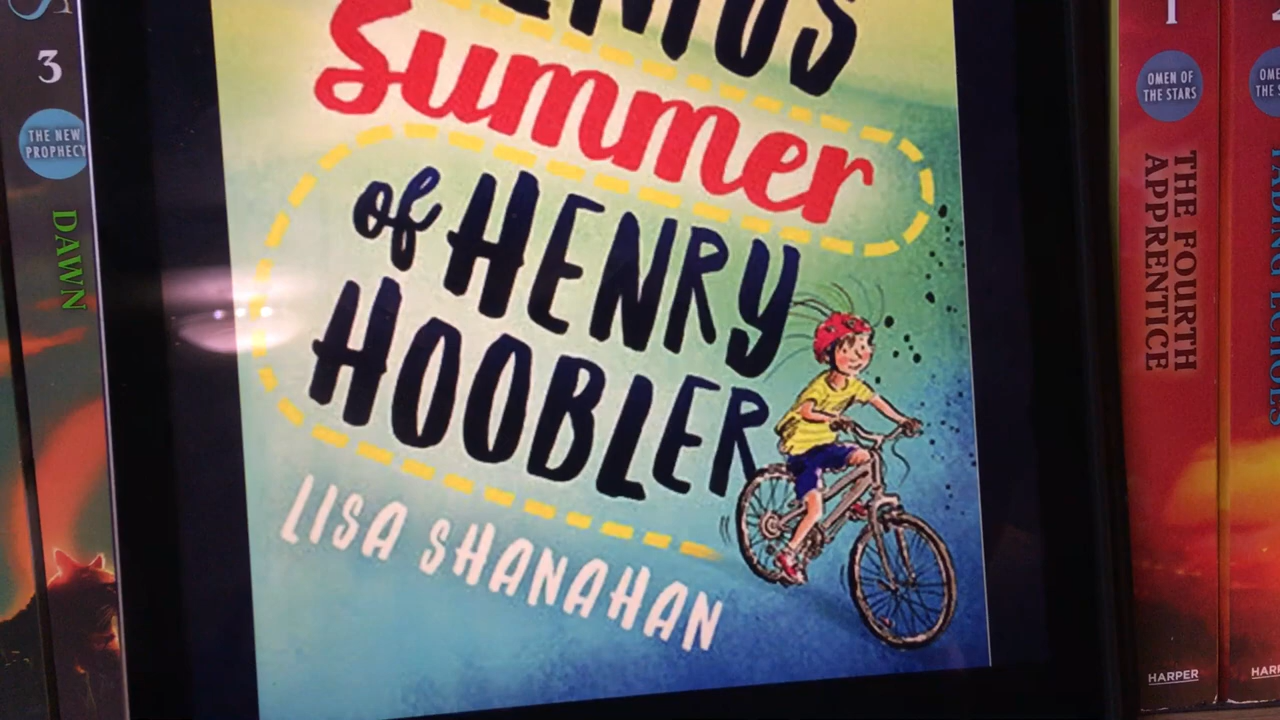 3
THE NEW
PROPHECY
DAWN
Summer
of HENRY
HOOBLER
LISA SHANAHAN
1
OMEN OF
THE STARS
THE FOURTH
APPRENTICE
HARPER